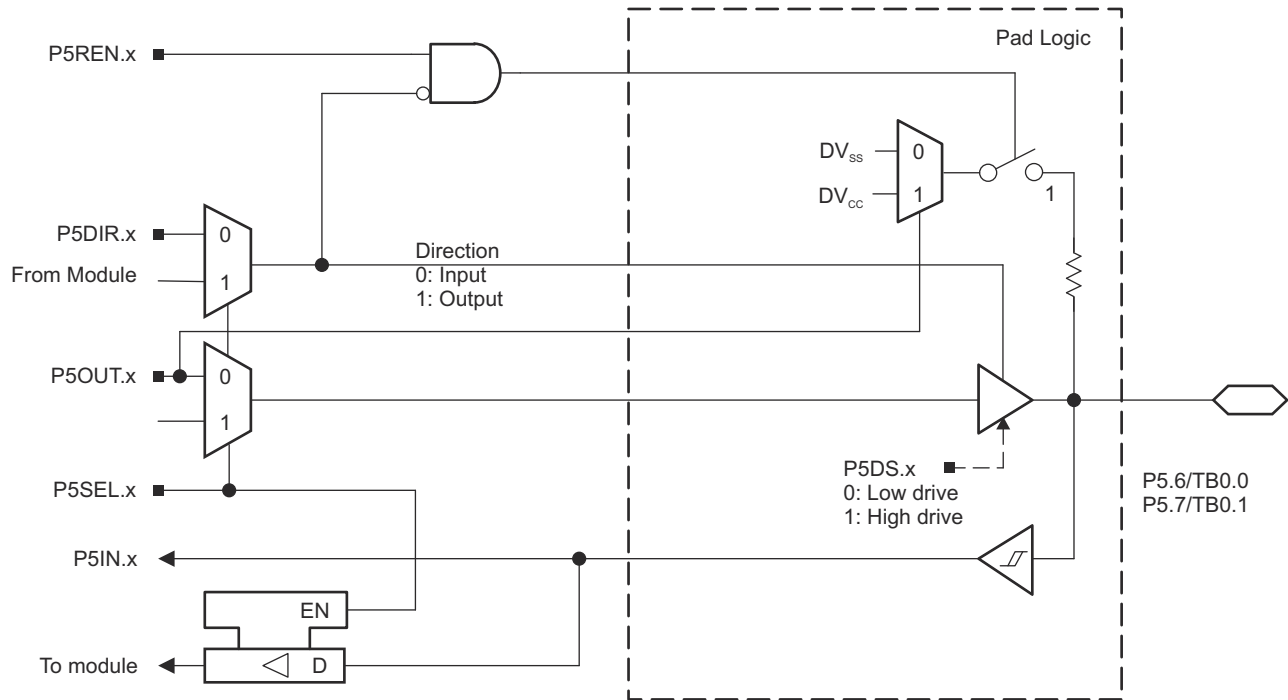 Pad Logic
P5REN.x
DVSS
0
DVCC
1
1
P5DIR.x
0
From Module
1
Direction
0: Input
1: Output
P5OUT.x
0
1
P5DS.x
0: Low drive
1: High drive
P5.6/TB0.0
P5.7/TB0.1
P5SEL.x
P5IN.x
EN
To module
D